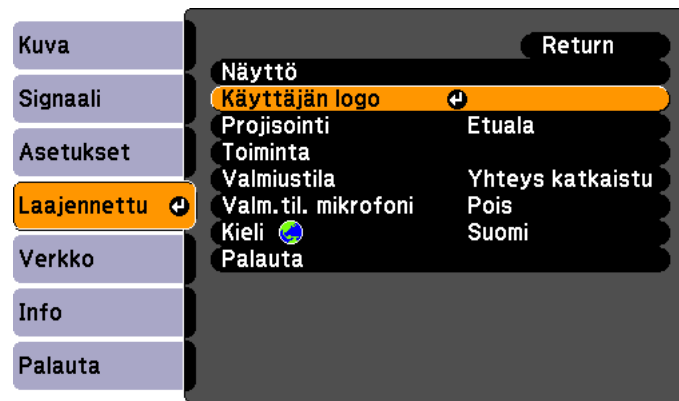 Kuva
Signaali
Asetukset
Laajennettu
Verkko
Info
Palauta
Return
Näyttö
Käyttäjän logo
Projisointi Etuala
Toiminta
Valmiustila Yhteys katkaistu
Valm.til. mikrofoni Pois
Kieli Suomi
Palauta